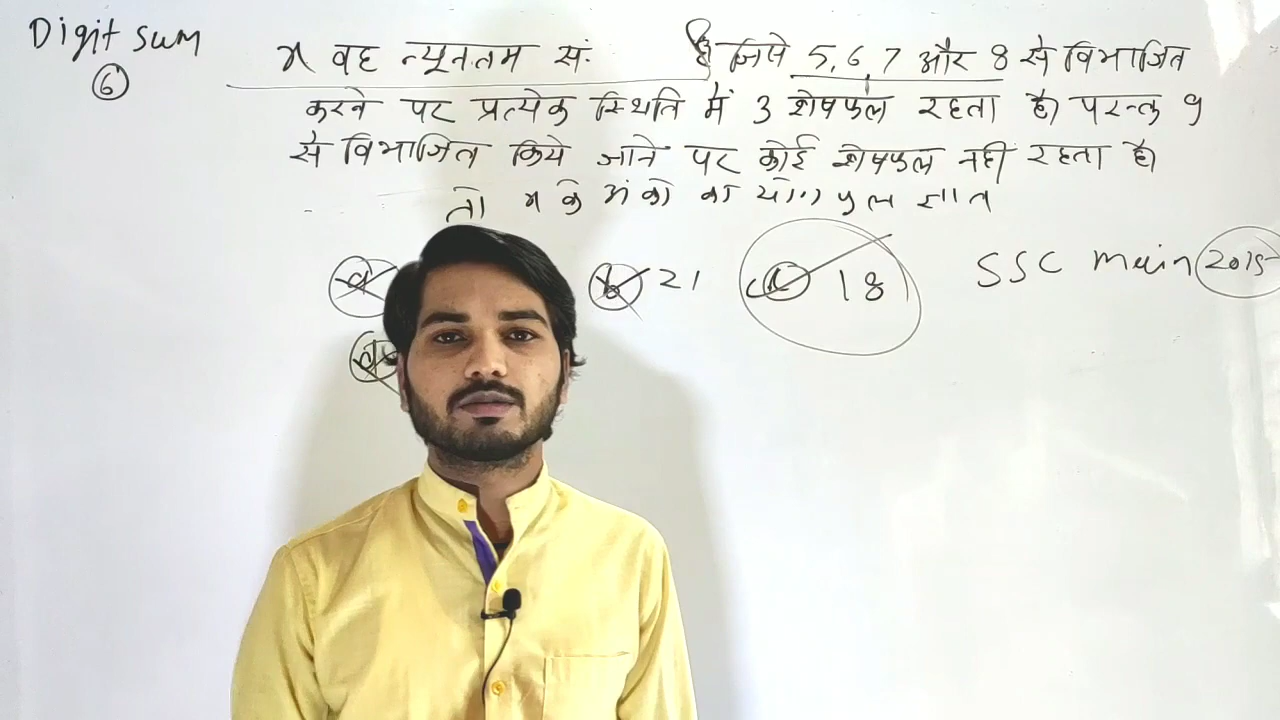 Digit sum
⑥
x वह न्यूनतम सं. है जिसे 5,6,7 और 8 से विभाजित
करने पर प्रत्येक स्थिति में 3 शेषफल रहता है। परन्तु 9
से विभाजित किये जाने पर कोई शेषफल नही रहता है।
तो x के अंको का योगफल ज्ञात
b 21 c 18 SSC main 2015